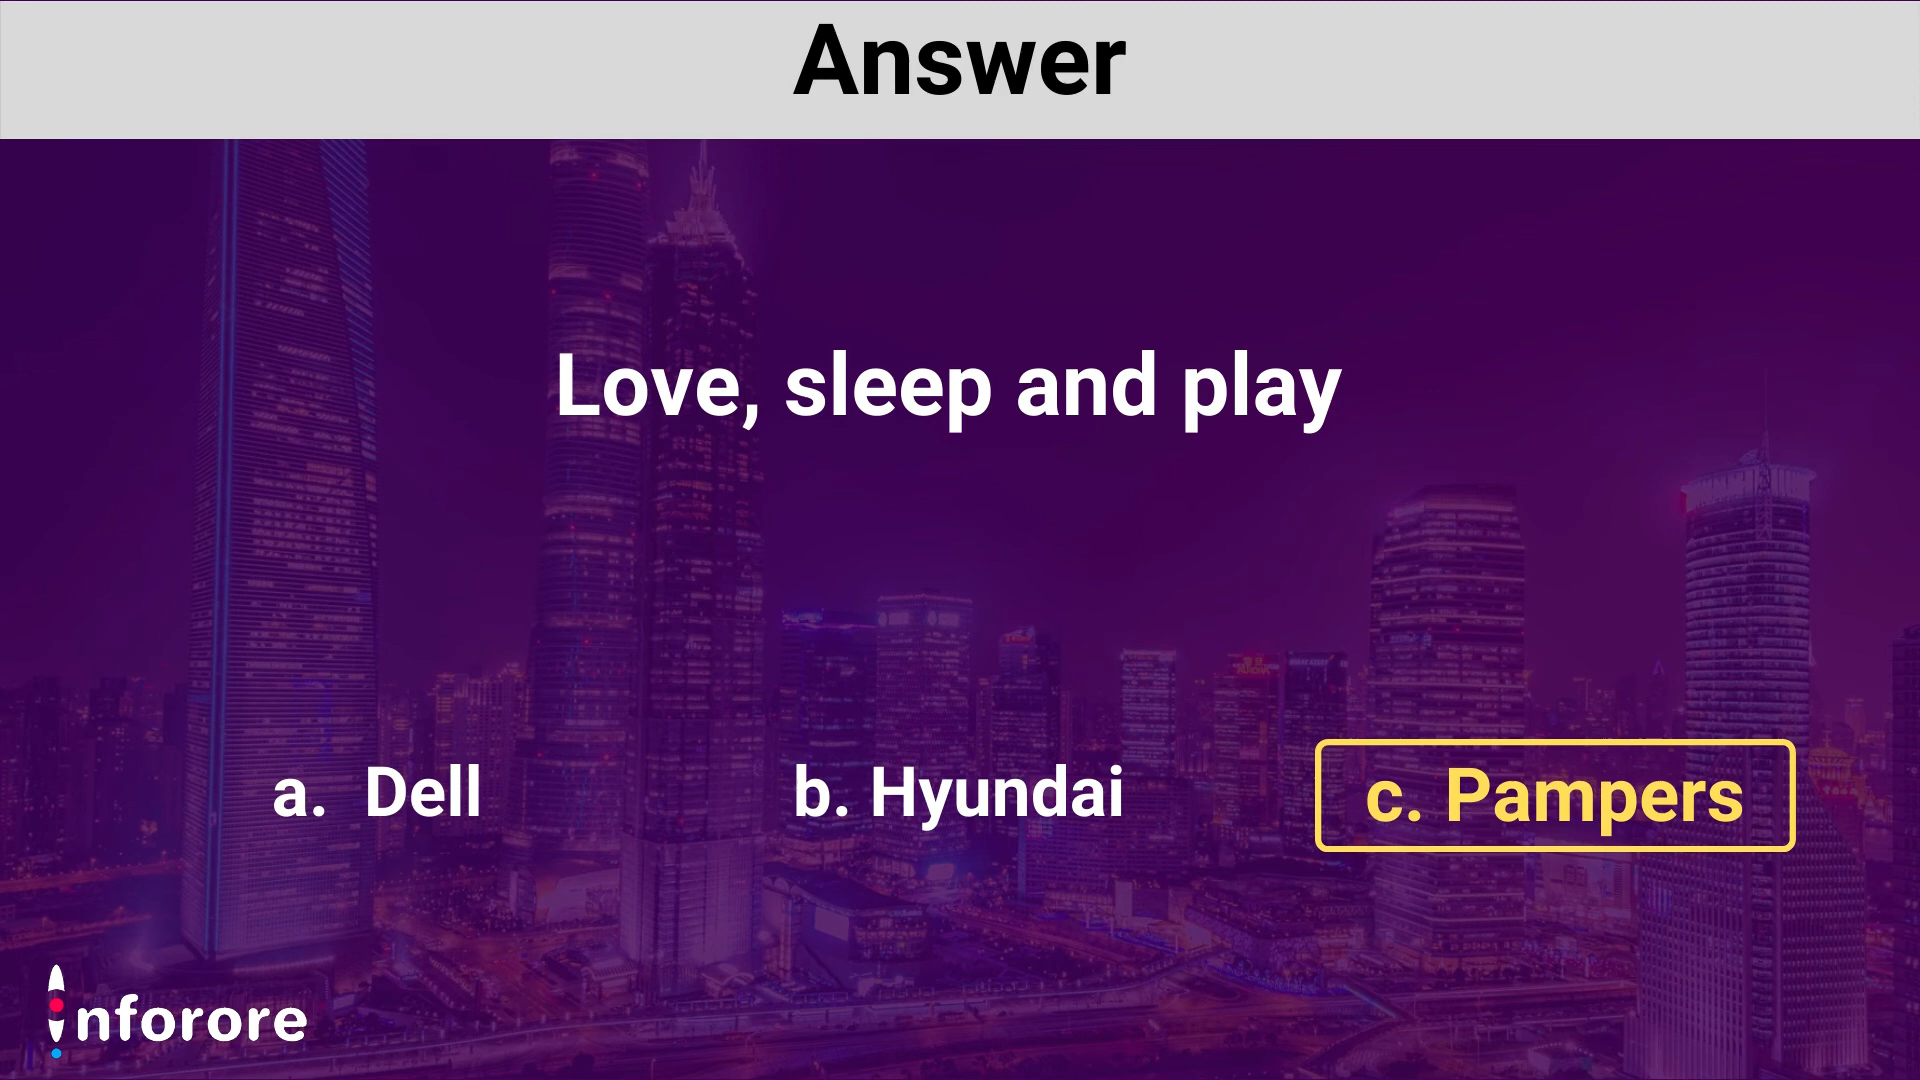 Answer
Love, sleep and play
a. Dell
b. Hyundai
c. Pampers
Inforore